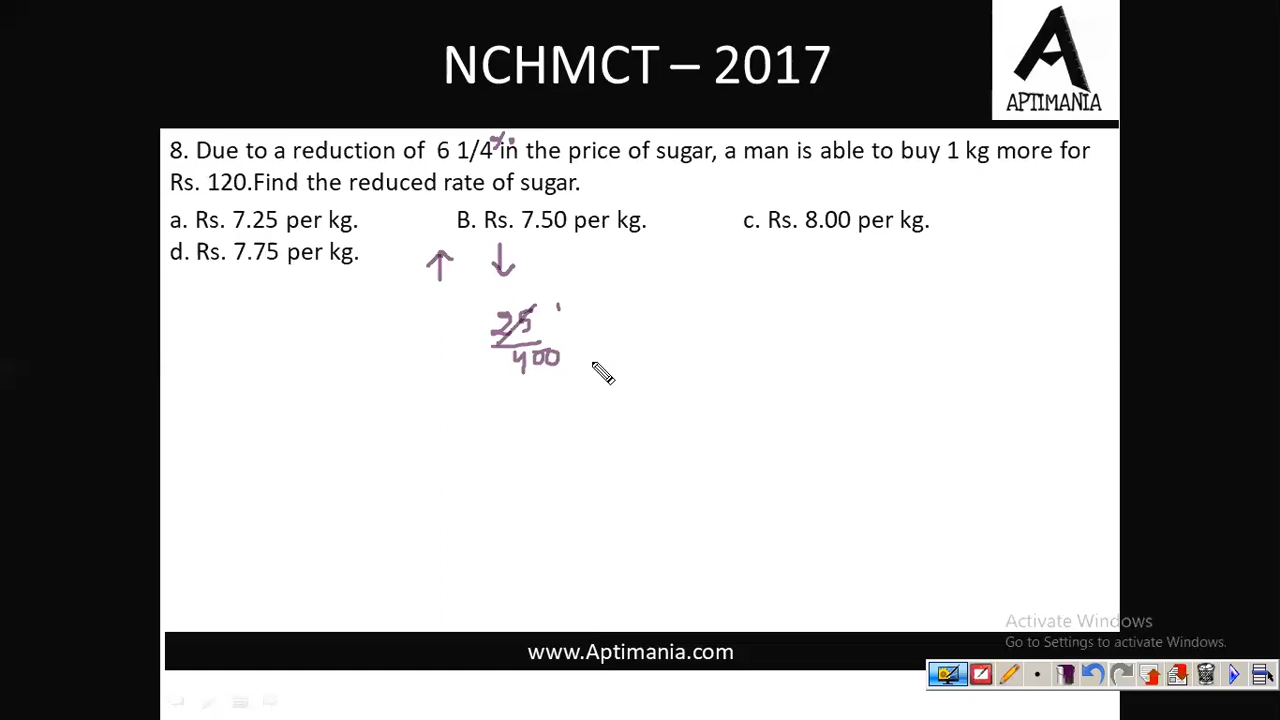 NCHMCT – 2017
APTIMANIA
8. Due to a reduction of 6 1/4 % in the price of sugar, a man is able to buy 1 kg more for
Rs. 120.Find the reduced rate of sugar.
a. Rs. 7.25 per kg. B. Rs. 7.50 per kg. c. Rs. 8.00 per kg.
d. Rs. 7.75 per kg.
25
400
Activate Windows
Go to Settings to activate Windows.
www.Aptimania.com